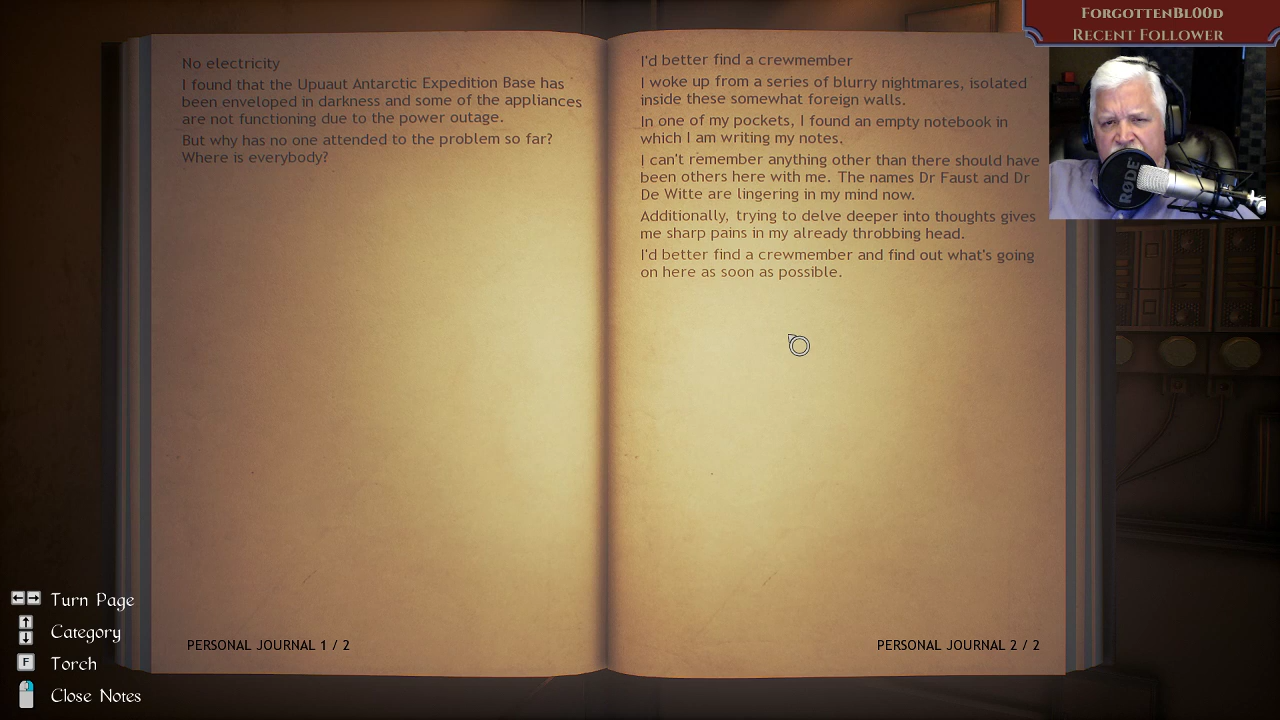 ForgottenBl00d
Recent Follower
No electricity
I found that the Upuaut Antarctic Expedition Base has
been enveloped in darkness and some of the appliances
are not functioning due to the power outage.
But why has no one attended to the problem so far?
Where is everybody?
PERSONAL JOURNAL 1 / 2
I'd better find a crewmember
I woke up from a series of blurry nightmares, isolated
inside these somewhat foreign walls.
In one of my pockets, I found an empty notebook in
which I am writing my notes.
I can't remember anything other than there should have
been others here with me. The names Dr Faust and Dr
De Witte are lingering in my mind now.
Additionally, trying to delve deeper into thoughts gives
me sharp pains in my already throbbing head.
I'd better find a crewmember and find out what's going
on here as soon as possible.
PERSONAL JOURNAL 2 / 2
RØDE
Turn Page
Category
F Torch
Close Notes